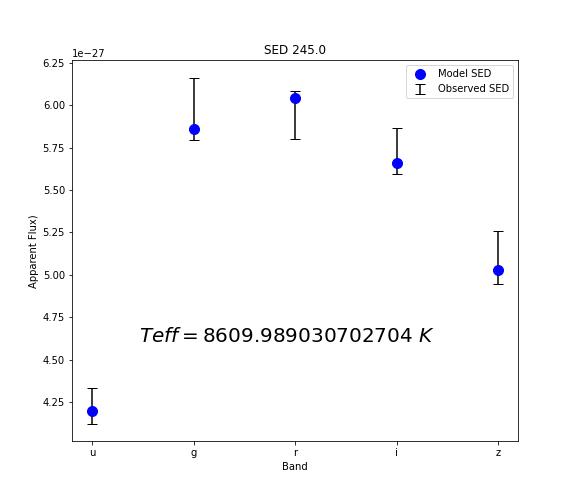 SED 245.0
1e−27
6.25
6.00
5.75
5.50
5.25
5.00
4.75
4.50
4.25
Apparent Flux)
Model SED
Observed SED
Teff = 8609.989030702704 K
u g r i z
Band